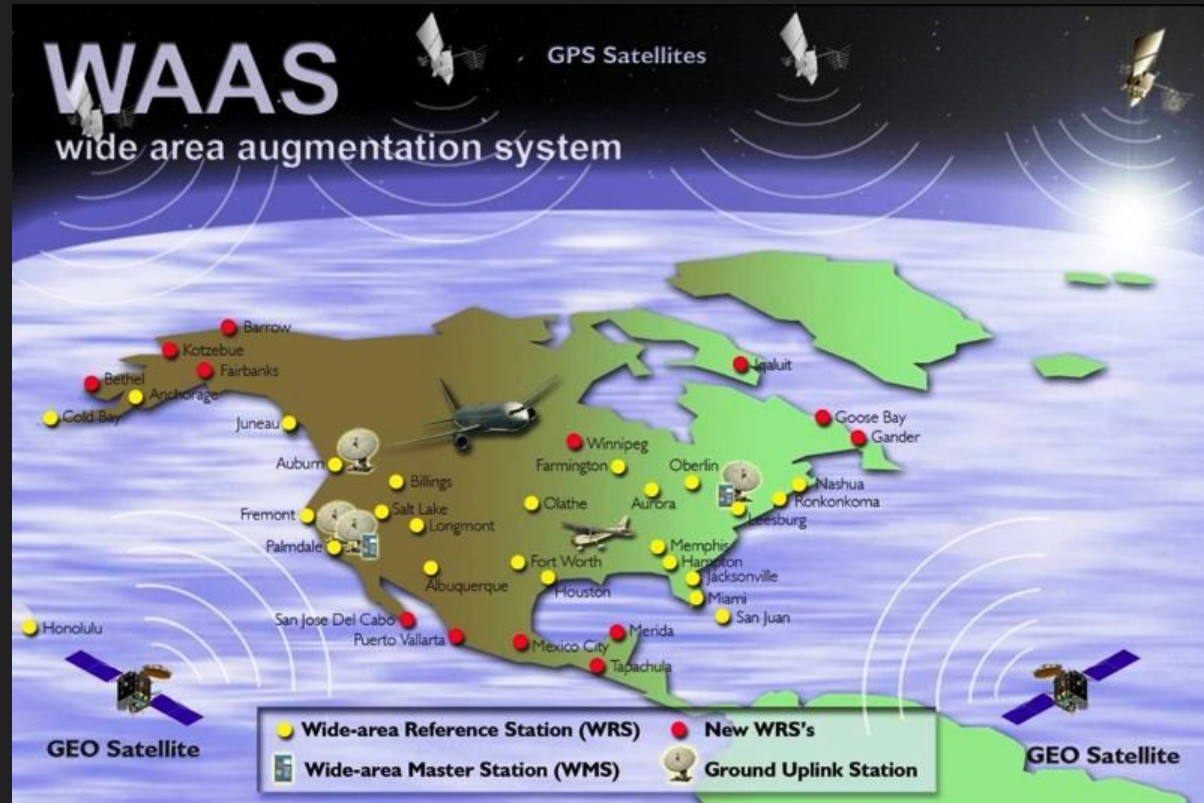 WAAS
wide area augmentation system
GPS Satellites
Barrow
Kotzebue
Fairbanks
Bethel
Anchorage
Cold Bay
Juneau
Iqaluit
Goose Bay
Gander
Winnipeg
Auburn
Farmington
Oberlin
Billings
Nashua
Aurora
Ronkonkoma
Olathe
Salt Lake
Leesburg
Fremont
Longmont
Palmdale
Memphis
Fort Worth
Hampton
Albuquerque
Houston
Jacksonville
Miami
San Juan
San Jose Del Cabo
Honolulu
Merida
Puerto Vallarta
Mexico City
Tapachula
GEO Satellite
GEO Satellite
Wide-area Reference Station (WRS)
New WRS's
Wide-area Master Station (WMS)
Ground Uplink Station